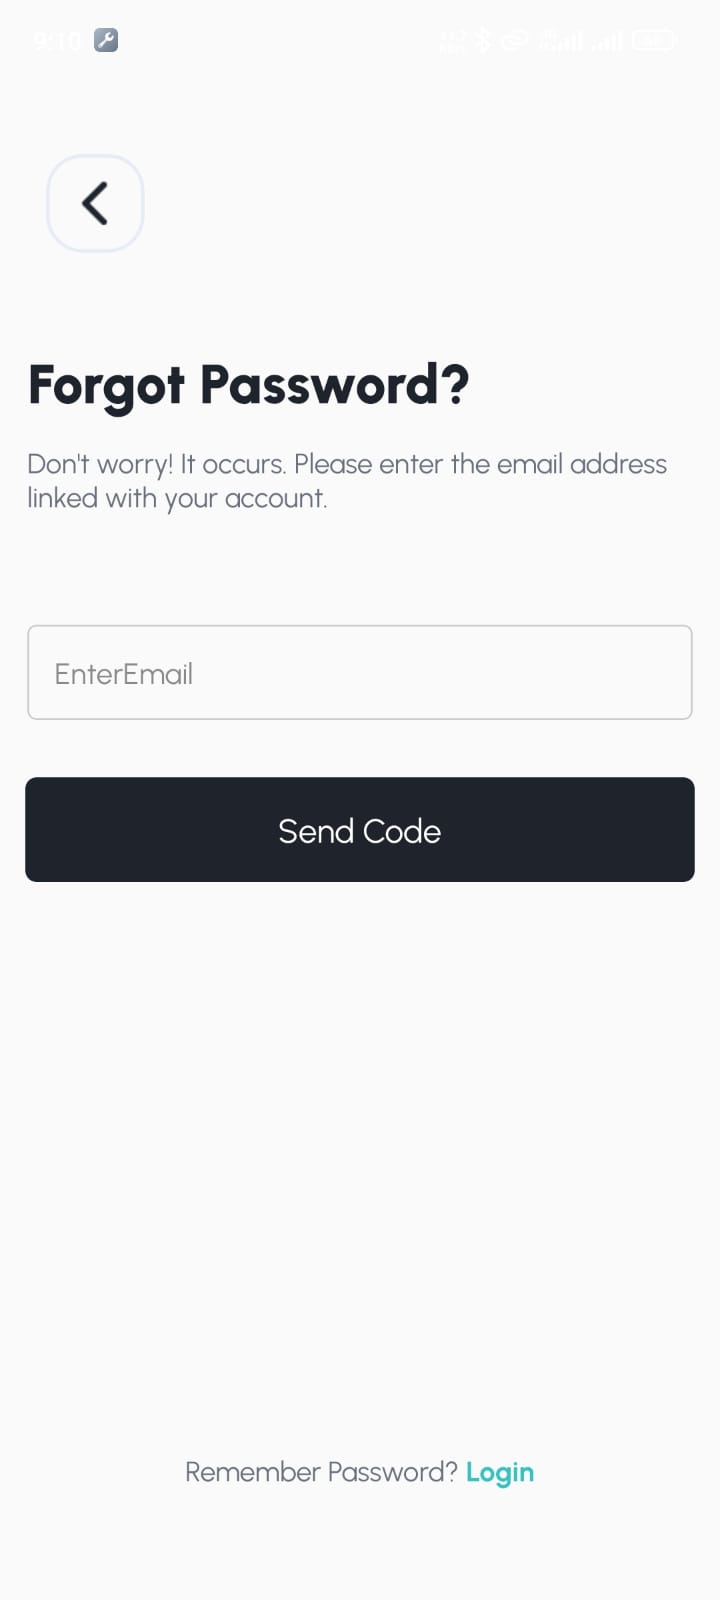 9:10
Forgot Password?
Don't worry! It occurs. Please enter the email address
linked with your account.
EnterEmail
Send Code
Remember Password? Login